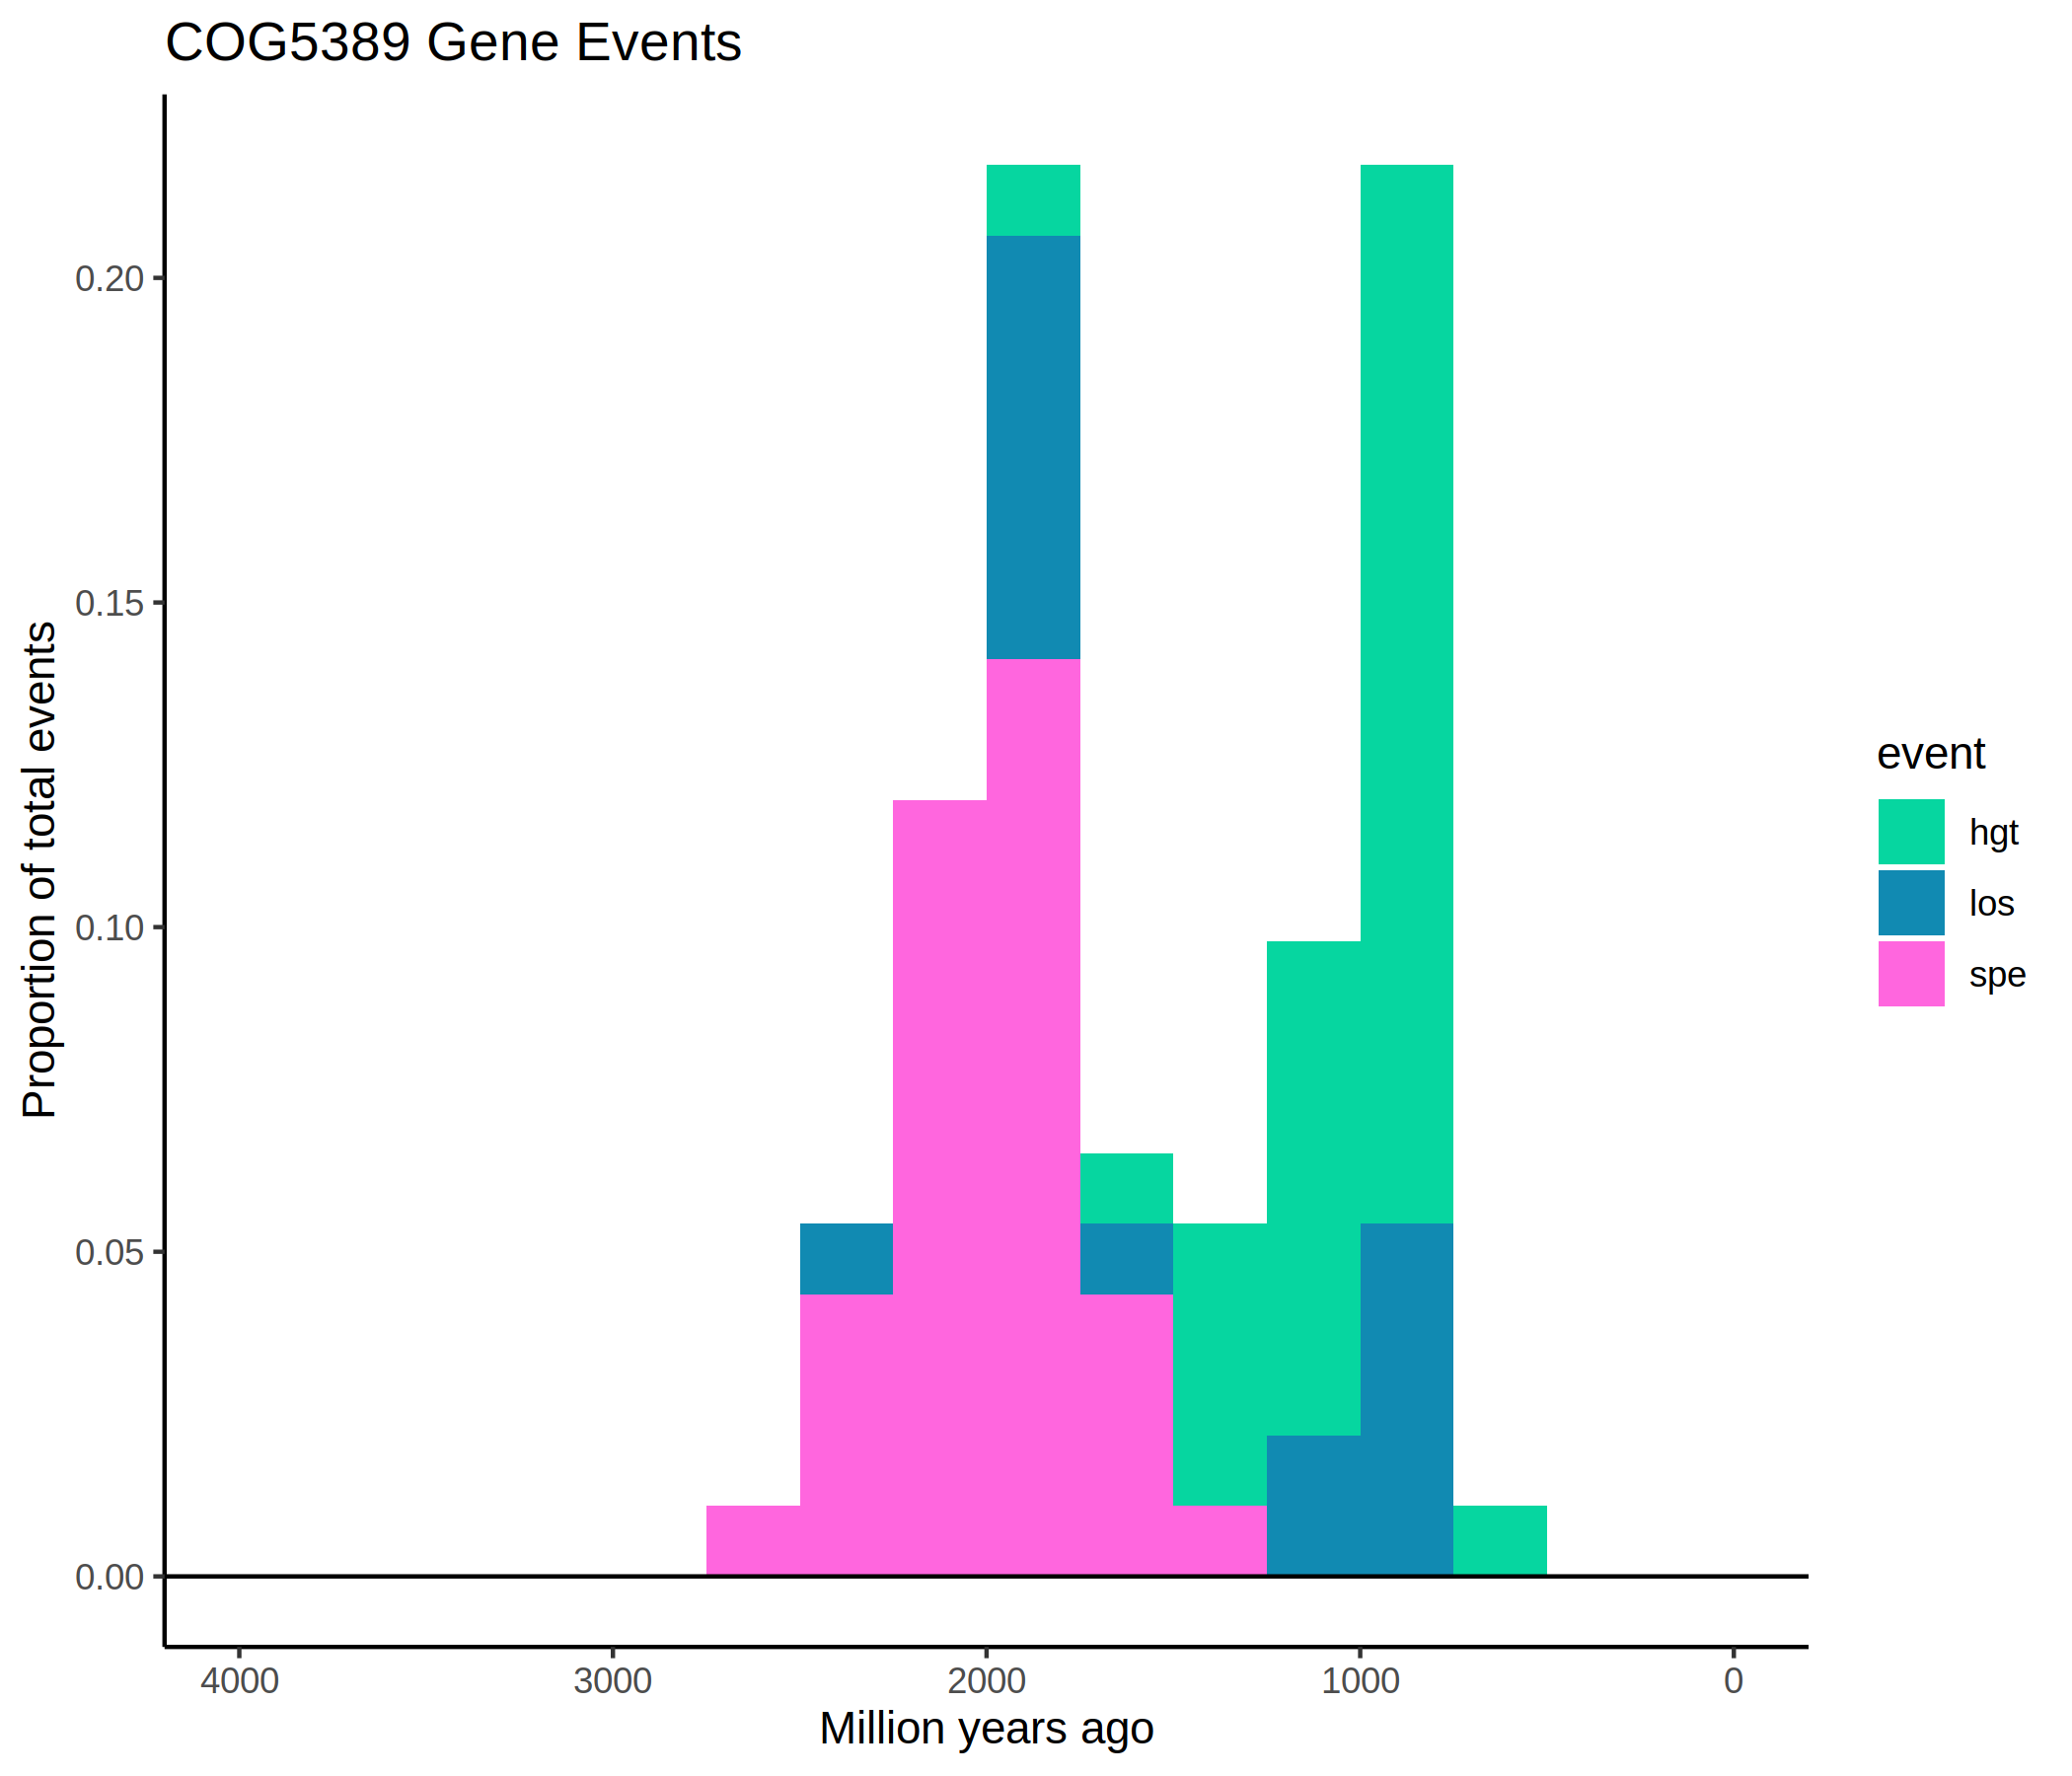 COG5389 Gene Events
Proportion of total events
0.20
0.15
0.10
0.05
0.00
4000 3000 2000 1000 0
Million years ago
event
hgt
los
spe